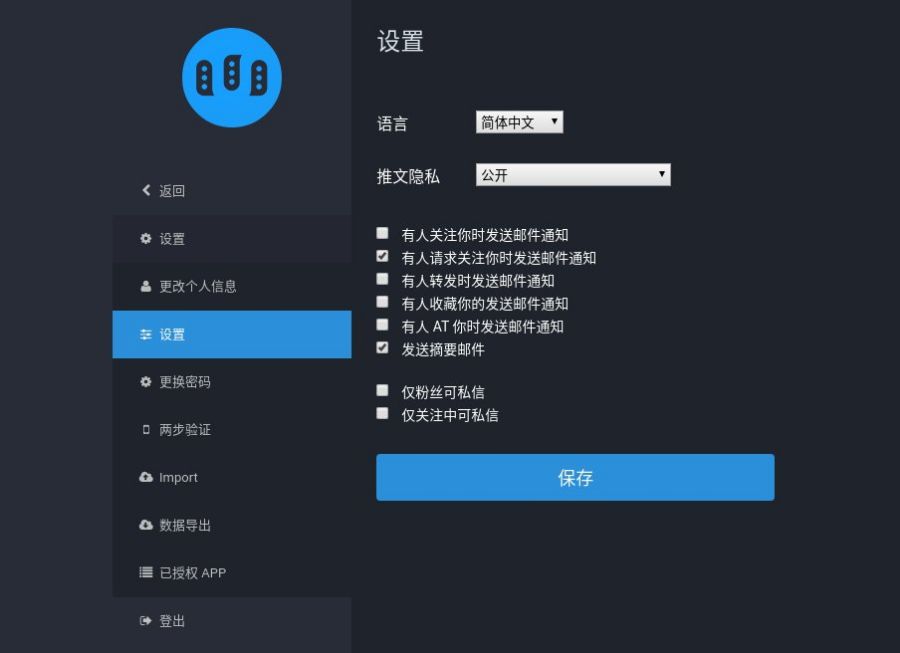 返回
设置
更改个人信息
设置
更换密码
两步验证
Import
数据导出
已授权 APP
登出
设置
语言 简体中文
推文隐私 公开
有人关注你时发送邮件通知
有人请求关注你时发送邮件通知
有人转发时发送邮件通知
有人收藏你的发送邮件通知
有人 AT 你时发送邮件通知
发送摘要邮件
仅粉丝可私信
仅关注中可私信
保存